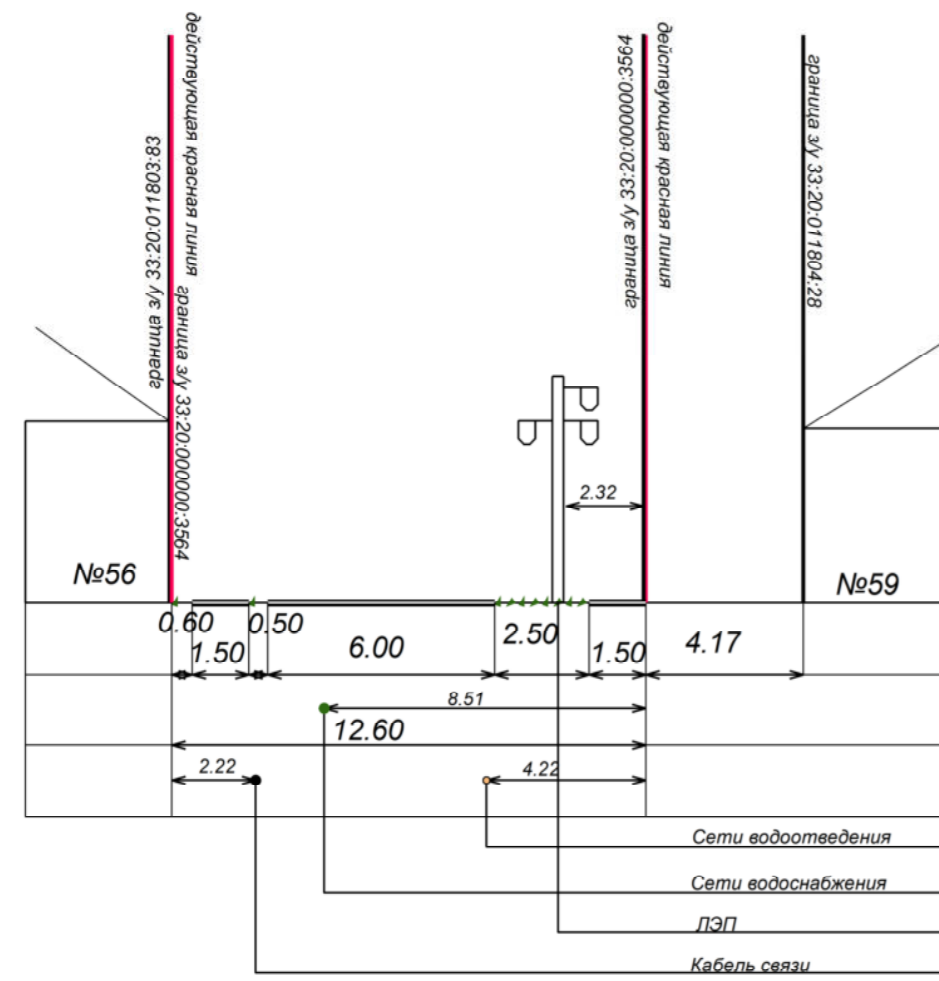 граница з/у 33:20:011803:83
действующая красная линия
граница з/у 33:20:000000:3564
граница з/у 33:20:000000:3564
действующая красная линия
граница з/у 33:20:011804:28
2.32
№56
№59
0.60
0.50
2.50
1.50
6.00
1.50
4.17
8.51
12.60
2.22
4.22
Сети водоотведения
Сети водоснабжения
ЛЭП
Кабель связи